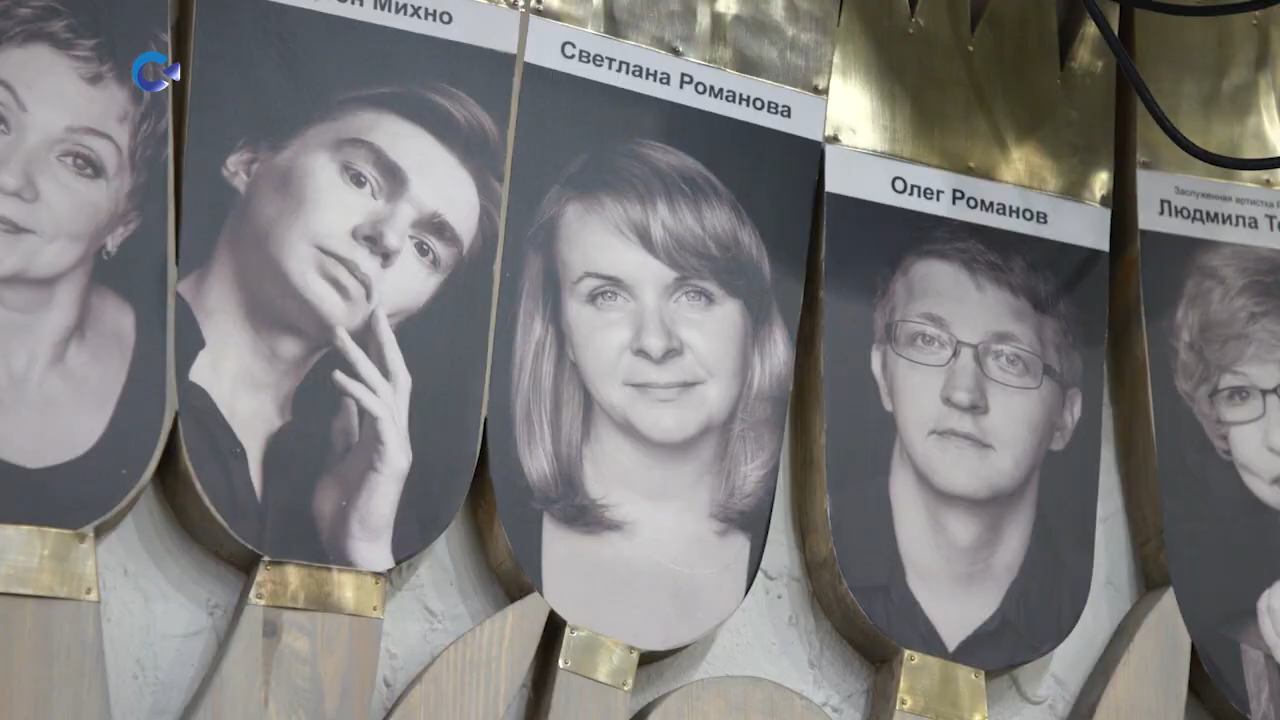 Михно
Светлана Романова
Олег Романов
Заслуженная артистка
Людмила